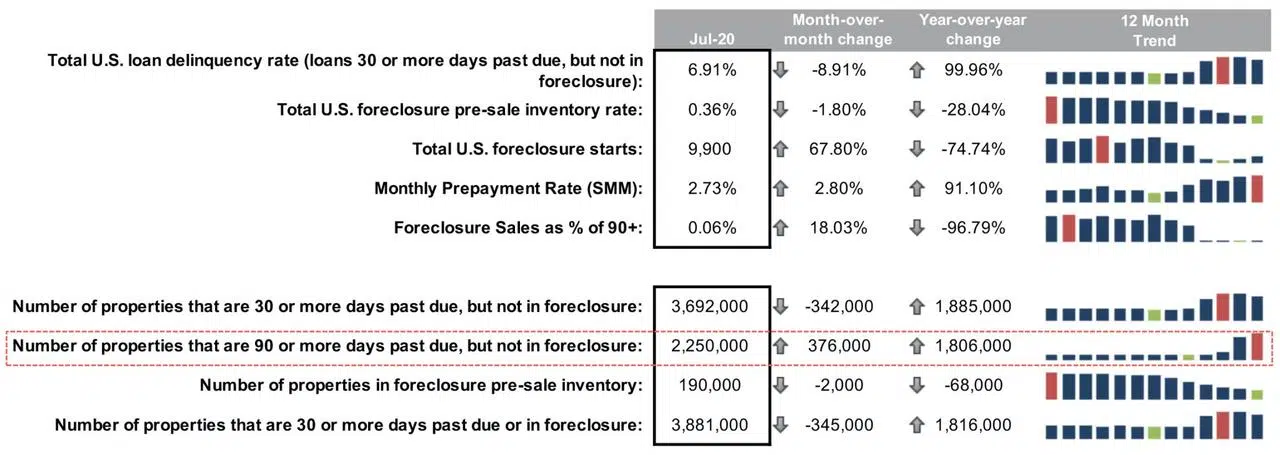 Jul-20 Month-over-month change Year-over-year change 12 Month Trend
Total U.S. loan delinquency rate (loans 30 or more days past due, but not in
foreclosure): 6.91% -8.91% 99.96%
Total U.S. foreclosure pre-sale inventory rate: 0.36% -1.80% -28.04%
Total U.S. foreclosure starts: 9,900 67.80% -74.74%
Monthly Prepayment Rate (SMM): 2.73% 2.80% 91.10%
Foreclosure Sales as % of 90+: 0.06% 18.03% -96.79%
Number of properties that are 30 or more days past due, but not in foreclosure: 3,692,000 -342,000 1,885,000
Number of properties that are 90 or more days past due, but not in foreclosure: 2,250,000 376,000 1,806,000
Number of properties in foreclosure pre-sale inventory: 190,000 -2,000 -68,000
Number of properties that are 30 or more days past due or in foreclosure: 3,881,000 -345,000 1,816,000